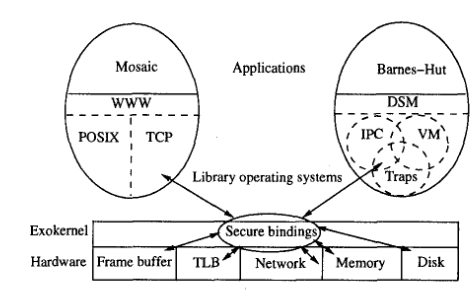 Mosaic
Applications
Barnes-Hut
WWW
DSM
POSIX
TCP
IPC
VM
Traps
Library operating systems
Exokernel
Secure bindings
Hardware
Frame buffer
TLB
Network
Memory
Disk